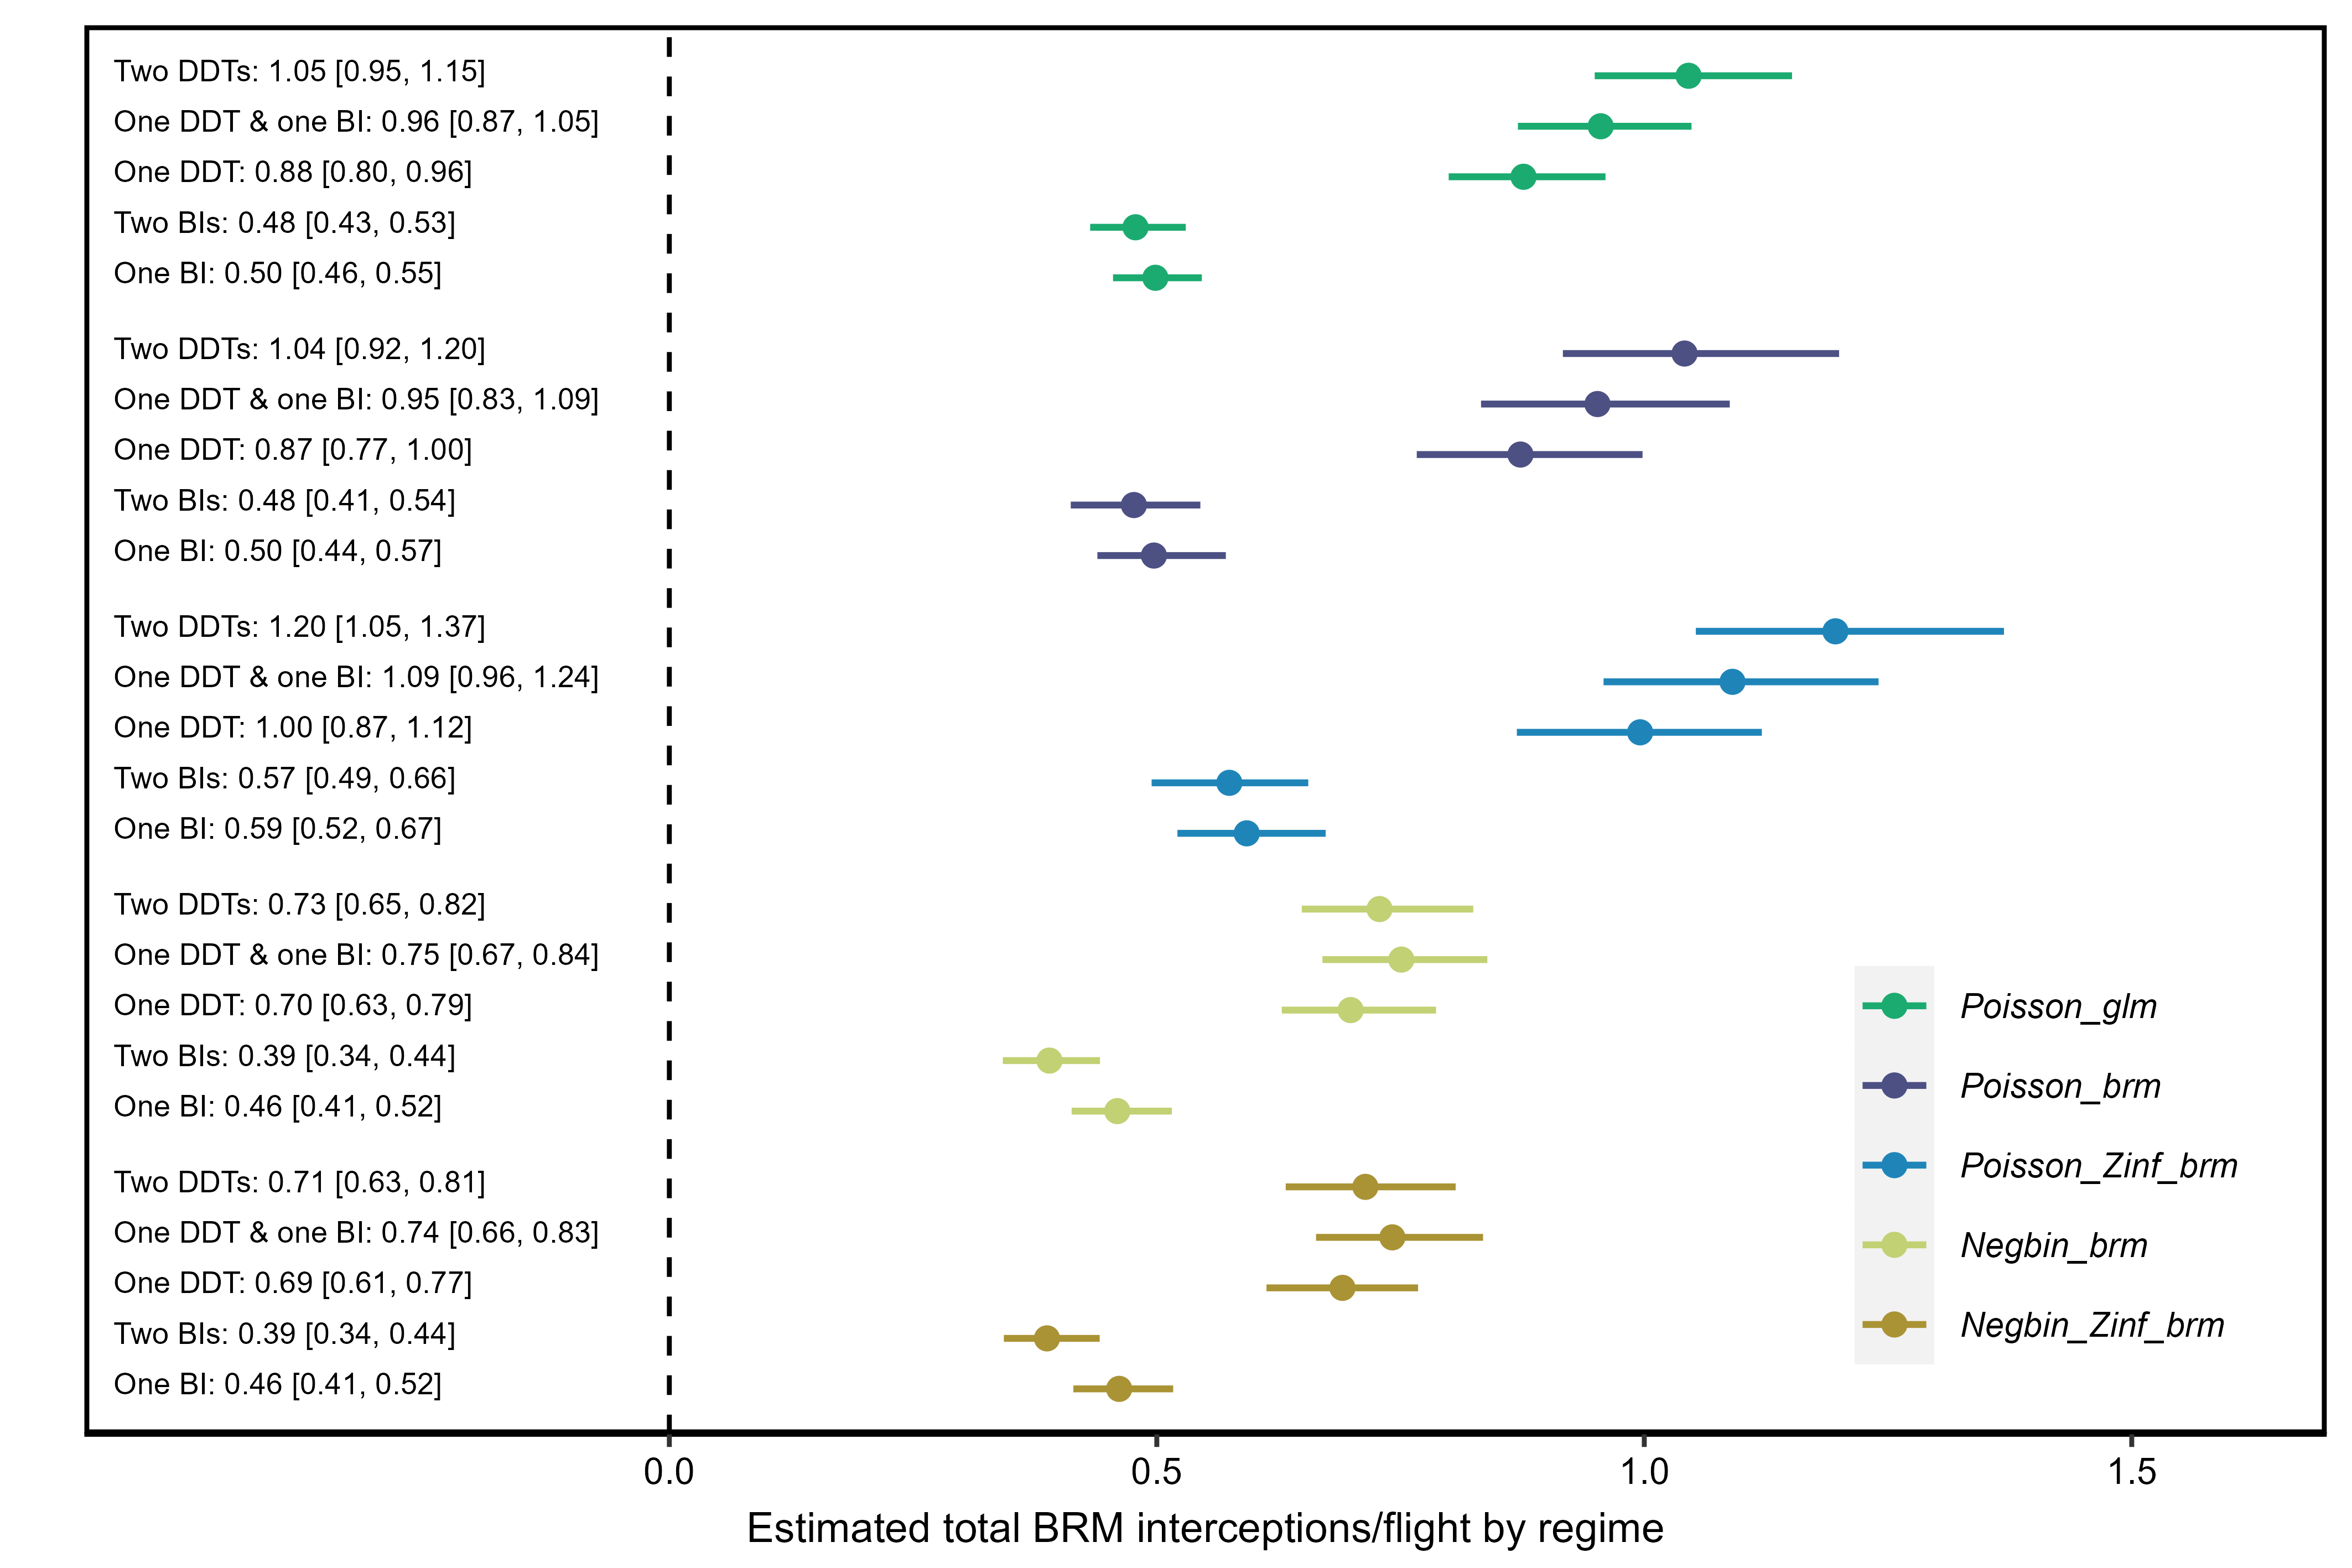 Two DDTs: 1.05 [0.95, 1.15]
One DDT & one BI: 0.96 [0.87, 1.05]
One DDT: 0.88 [0.80, 0.96]
Two BIs: 0.48 [0.43, 0.53]
One BI: 0.50 [0.46, 0.55]
Two DDTs: 1.04 [0.92, 1.20]
One DDT & one BI: 0.95 [0.83, 1.09]
One DDT: 0.87 [0.77, 1.00]
Two BIs: 0.48 [0.41, 0.54]
One BI: 0.50 [0.44, 0.57]
Two DDTs: 1.20 [1.05, 1.37]
One DDT & one BI: 1.09 [0.96, 1.24]
One DDT: 1.00 [0.87, 1.12]
Two BIs: 0.57 [0.49, 0.66]
One BI: 0.59 [0.52, 0.67]
Two DDTs: 0.73 [0.65, 0.82]
One DDT & one BI: 0.75 [0.67, 0.84]
One DDT: 0.70 [0.63, 0.79]
Two BIs: 0.39 [0.34, 0.44]
One BI: 0.46 [0.41, 0.52]
Two DDTs: 0.71 [0.63, 0.81]
One DDT & one BI: 0.74 [0.66, 0.83]
One DDT: 0.69 [0.61, 0.77]
Two BIs: 0.39 [0.34, 0.44]
One BI: 0.46 [0.41, 0.52]
Poisson_glm
Poisson_brm
Poisson_Zinf_brm
Negbin_brm
Negbin_Zinf_brm
0.0 0.5 1.0 1.5
Estimated total BRM interceptions/flight by regime